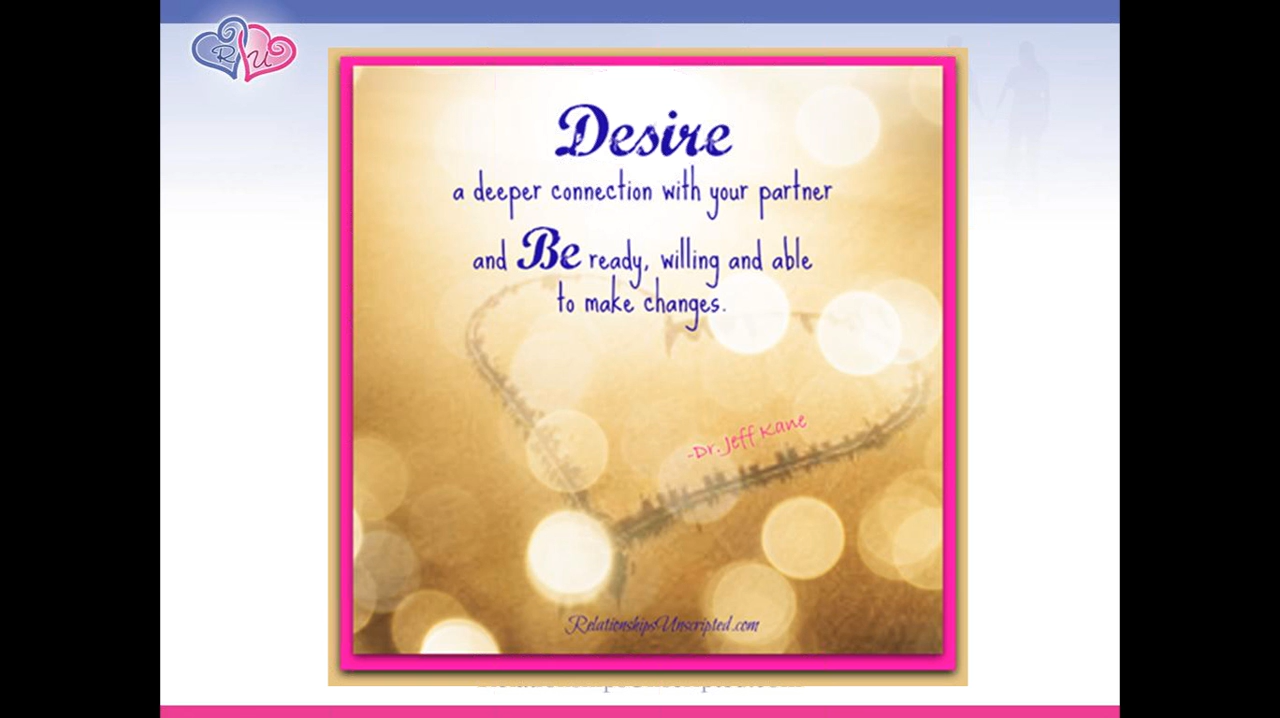 R U
Desire
a deeper connection with your partner
and Be ready, willing and able
to make changes.
-Dr. Jeff Kane
RelationshipsUnscripted.com